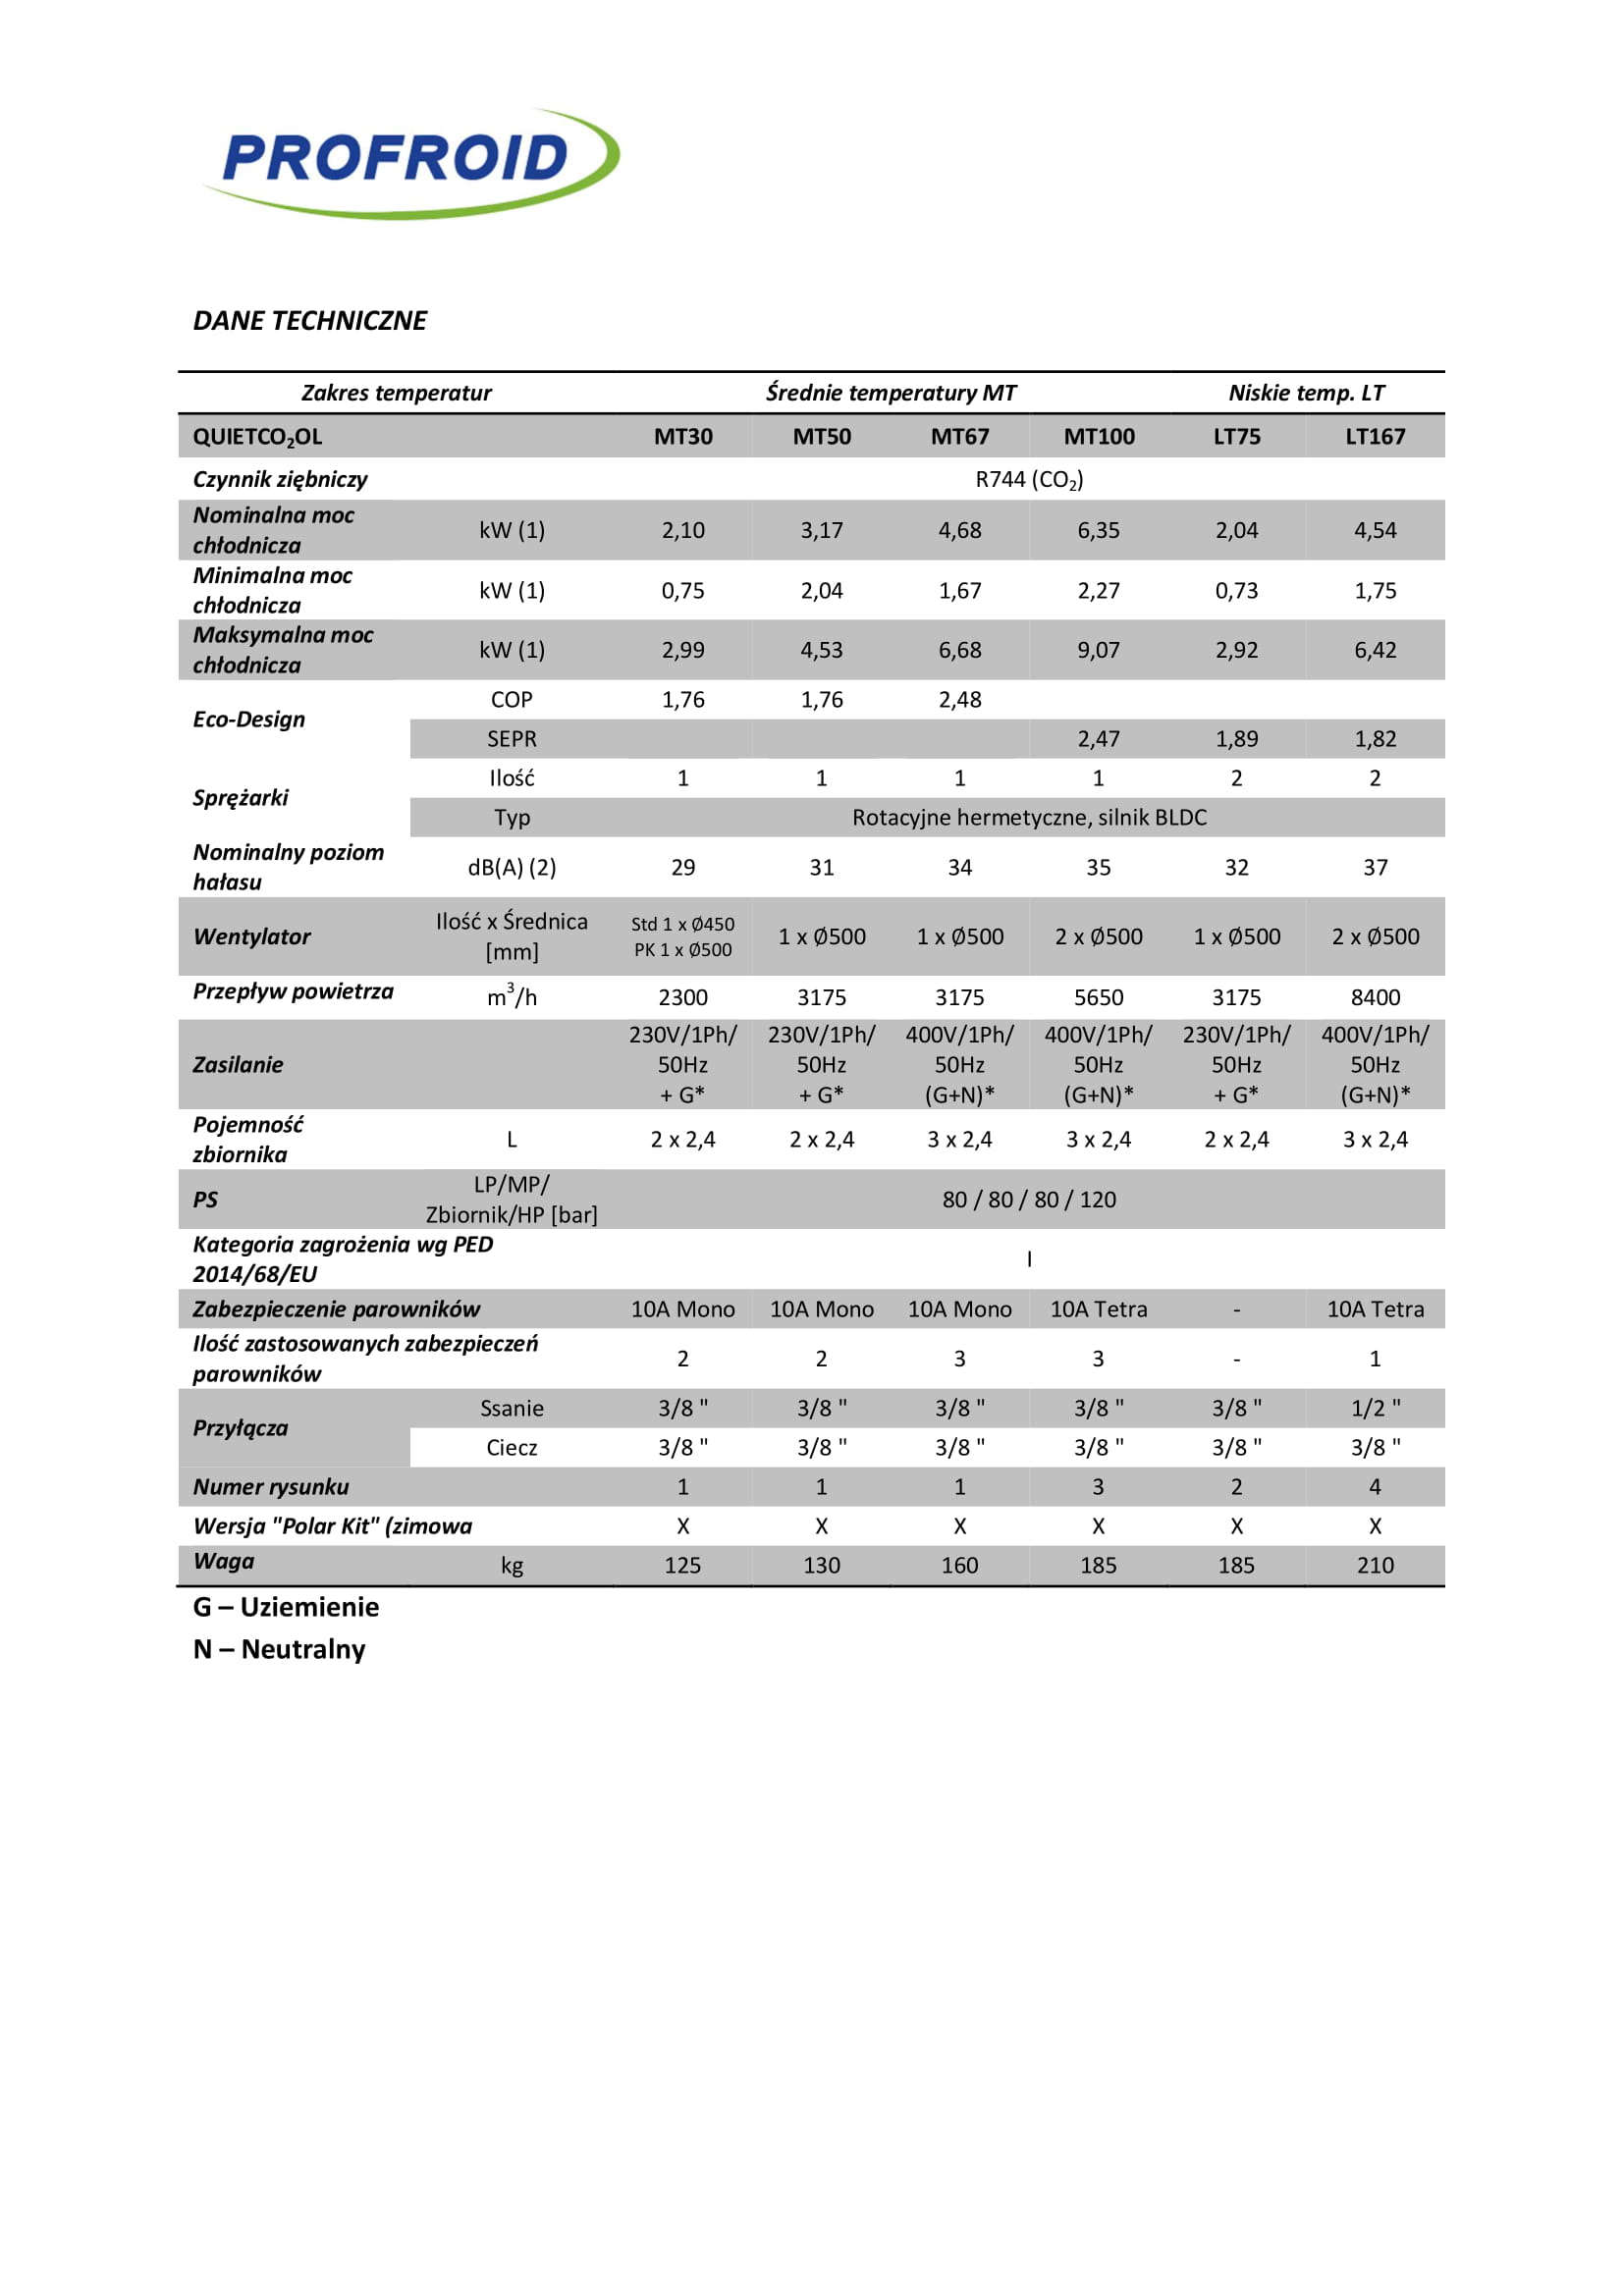 PROFROID
DANE TECHNICZNE
Zakres temperatur Średnie temperatury MT Niskie temp. LT
QUIETCO₂OL MT30 MT50 MT67 MT100 LT75 LT167
Czynnik ziębniczy R744 (CO₂)
Nominalna moc
chłodnicza kW (1) 2,10 3,17 4,68 6,35 2,04 4,54
Minimalna moc
chłodnicza kW (1) 0,75 2,04 1,67 2,27 0,73 1,75
Maksymalna moc
chłodnicza kW (1) 2,99 4,53 6,68 9,07 2,92 6,42
Eco-Design
COP 1,76 1,76 2,48
SEPR 2,47 1,89 1,82
Sprężarki
Ilość 1 1 1 1 2 2
Typ Rotacyjne hermetyczne, silnik BLDC
Nominalny poziom
hałasu dB(A) (2) 29 31 34 35 32 37
Wentylator
Ilość x Średnica
[mm]
Std 1 x Ø450
PK 1 x Ø500
1 x Ø500 1 x Ø500 2 x Ø500 1 x Ø500 2 x Ø500
Przepływ powietrza m³/h 2300 3175 3175 5650 3175 8400
Zasilanie
230V/1Ph/ 230V/1Ph/ 400V/1Ph/ 400V/1Ph/ 230V/1Ph/ 400V/1Ph/
50Hz 50Hz 50Hz 50Hz 50Hz 50Hz
+ G* + G* (G+N)* (G+N)* + G* (G+N)*
Pojemność
zbiornika L 2 x 2,4 2 x 2,4 3 x 2,4 3 x 2,4 2 x 2,4 3 x 2,4
PS
LP/MP/
Zbiornik/HP [bar]
80 / 80 / 80 / 120
Kategoria zagrożenia wg PED
2014/68/EU
I
Zabezpieczenie parowników 10A Mono 10A Mono 10A Mono 10A Tetra - 10A Tetra
Ilość zastosowanych zabezpieczeń
parowników 2 2 3 3 - 1
Przyłącza
Ssanie 3/8 " 3/8 " 3/8 " 3/8 " 3/8 " 1/2 "
Ciecz 3/8 " 3/8 " 3/8 " 3/8 " 3/8 " 3/8 "
Numer rysunku 1 1 1 3 2 4
Wersja "Polar Kit" (zimowa X X X X X X
Waga kg 125 130 160 185 185 210
G – Uziemienie
N – Neutralny